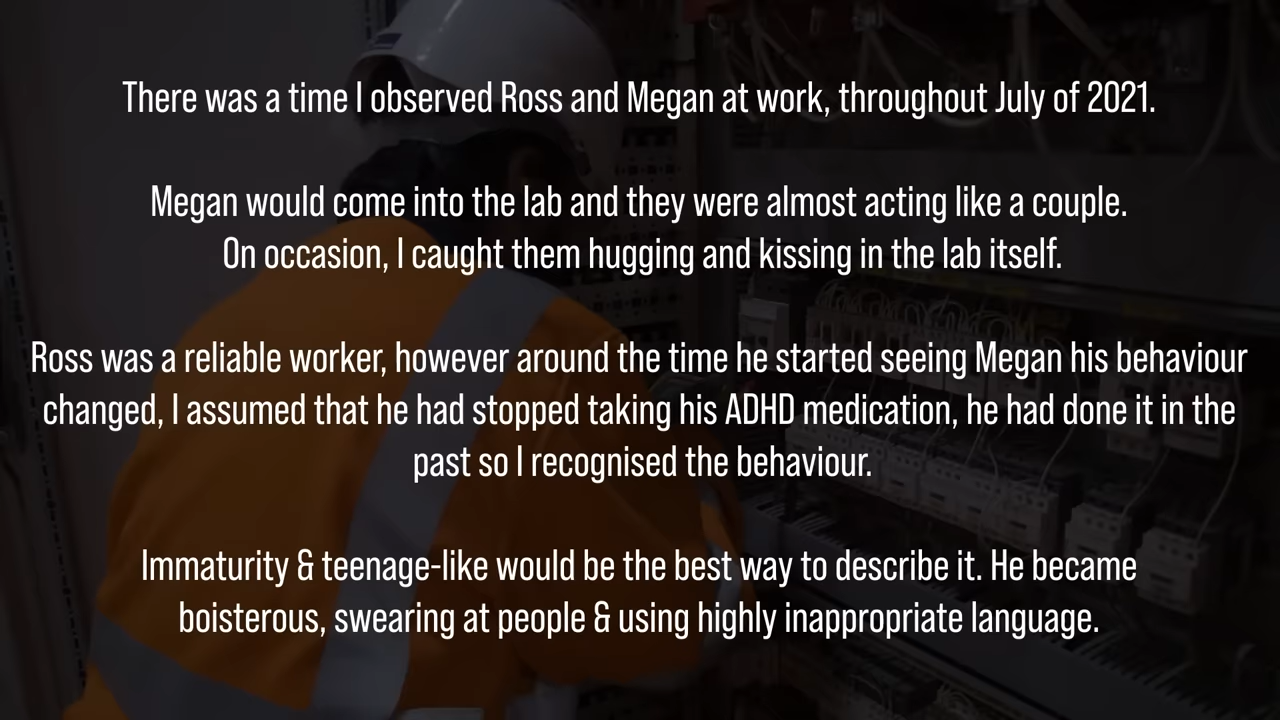 There was a time I observed Ross and Megan at work, throughout July of 2021.
Megan would come into the lab and they were almost acting like a couple.
On occasion, I caught them hugging and kissing in the lab itself.
Ross was a reliable worker, however around the time he started seeing Megan his behaviour
changed, I assumed that he had stopped taking his ADHD medication, he had done it in the
past so I recognised the behaviour.
Immaturity & teenage-like would be the best way to describe it. He became
boisterous, swearing at people & using highly inappropriate language.